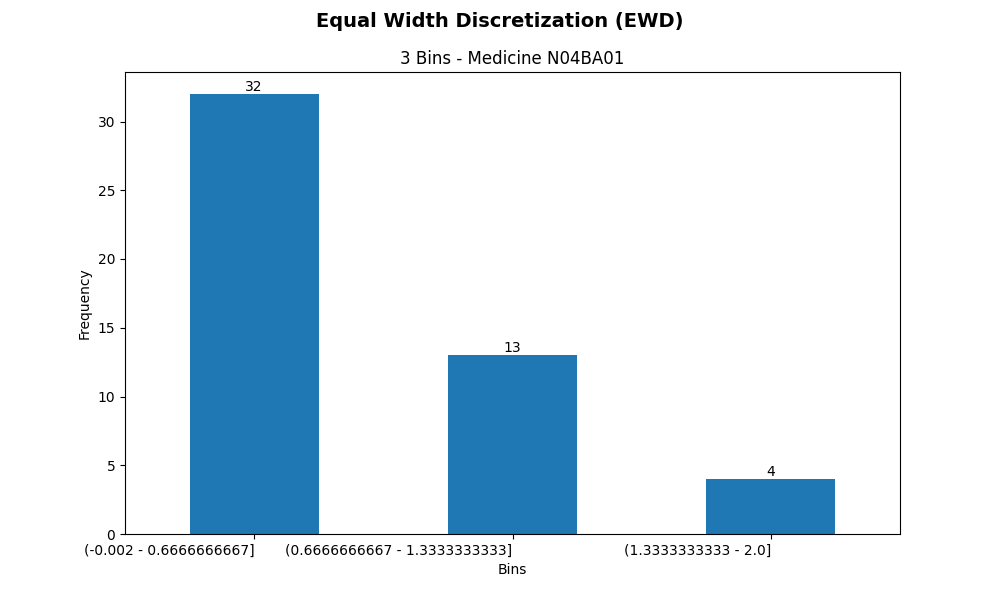 Equal Width Discretization (EWD)
3 Bins - Medicine N04BA01
32
30
25
20
15
13
10
5
4
0
Frequency
(-0.002 - 0.6666666667]
(0.6666666667 - 1.3333333333]
(1.3333333333 - 2.0]
Bins